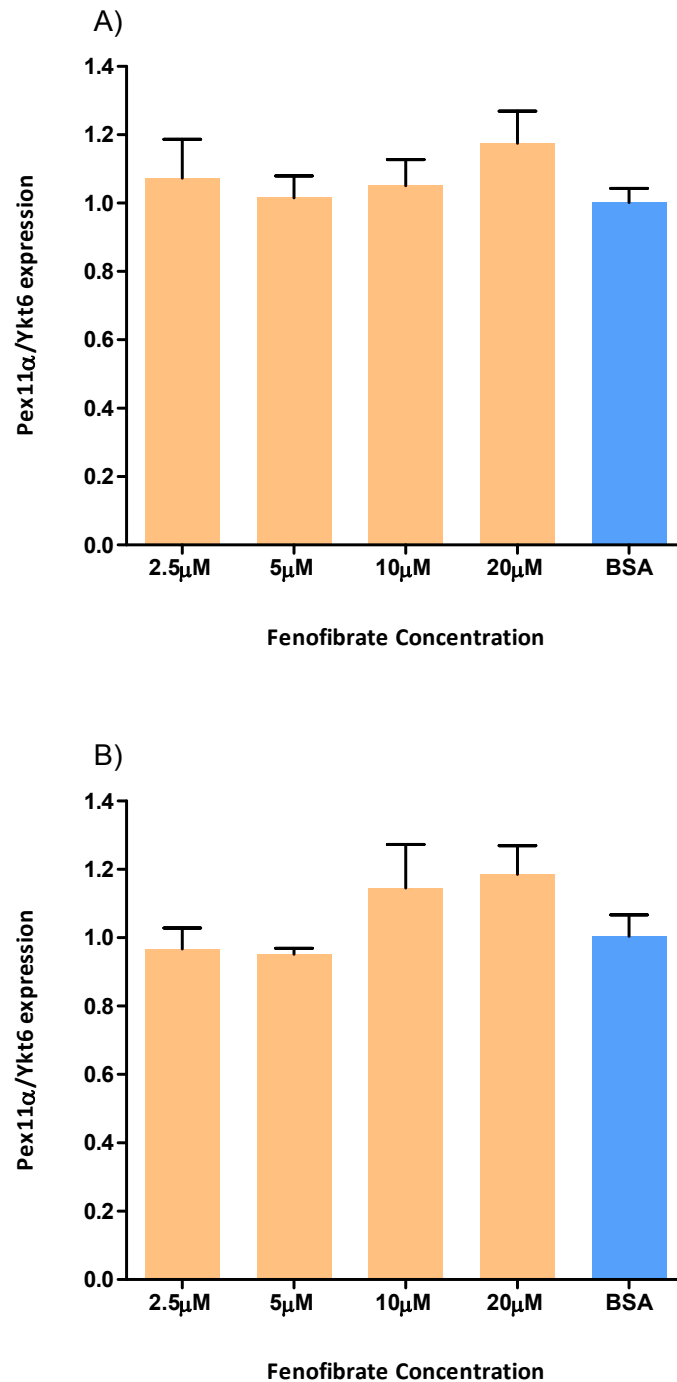 A)
1.4
1.2
1.0
0.8
0.6
0.4
0.2
0.0
Pex11α/Ykt6 expression
2.5μM 5μM 10μM 20μM BSA
Fenofibrate Concentration
B)
1.4
1.2
1.0
0.8
0.6
0.4
0.2
0.0
Pex11α/Ykt6 expression
2.5μM 5μM 10μM 20μM BSA
Fenofibrate Concentration